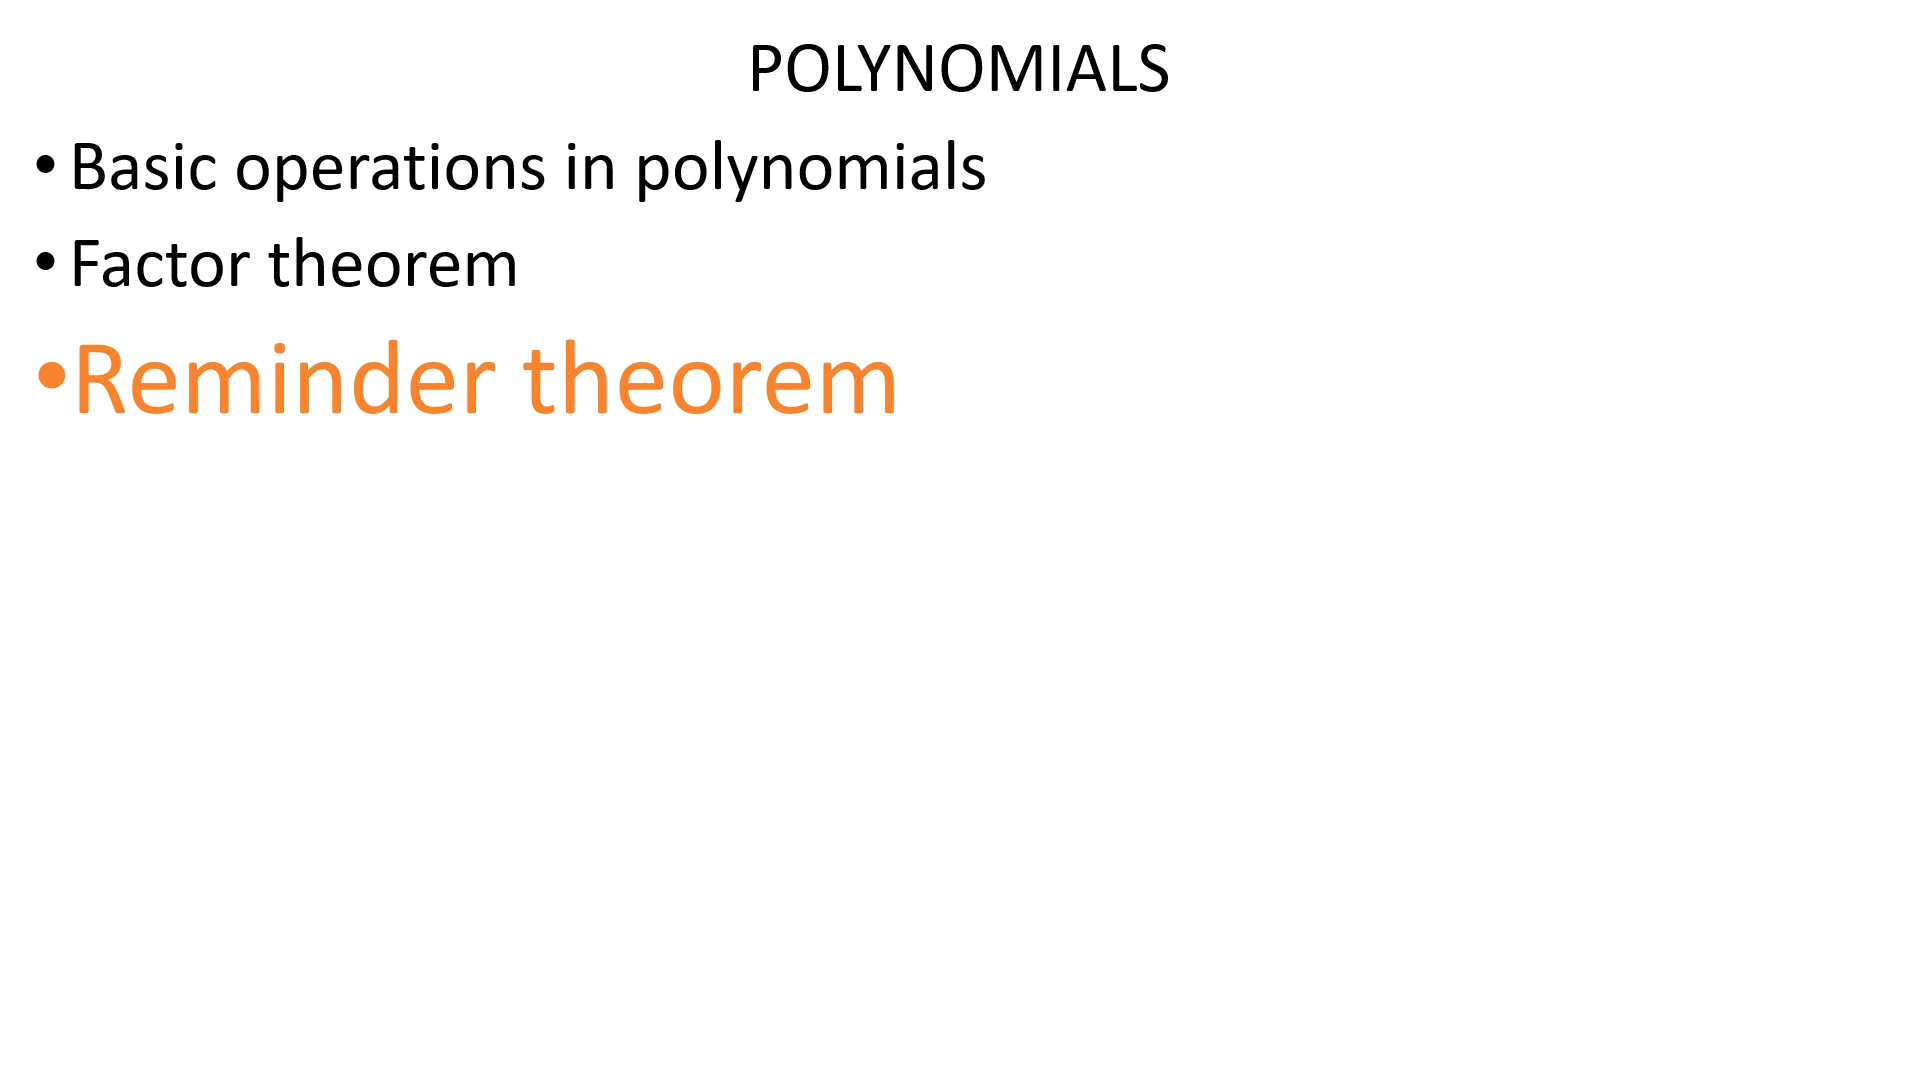 POLYNOMIALS
• Basic operations in polynomials
• Factor theorem
• Reminder theorem